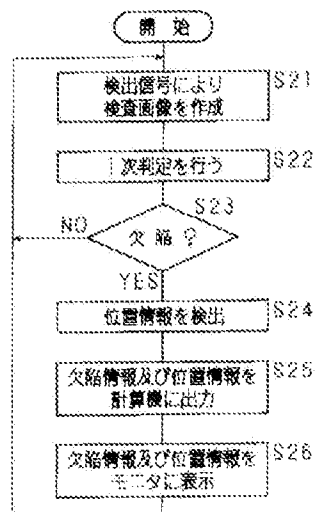 開始
検出信号により
検査画像を作成
S21
1次判定を行う
S22
S23
欠陥?
NO
YES
位置情報を検出
S24
欠陥情報及び位置情報を
計算機に出力
S25
欠陥情報及び位置情報を
モニタに表示
S26